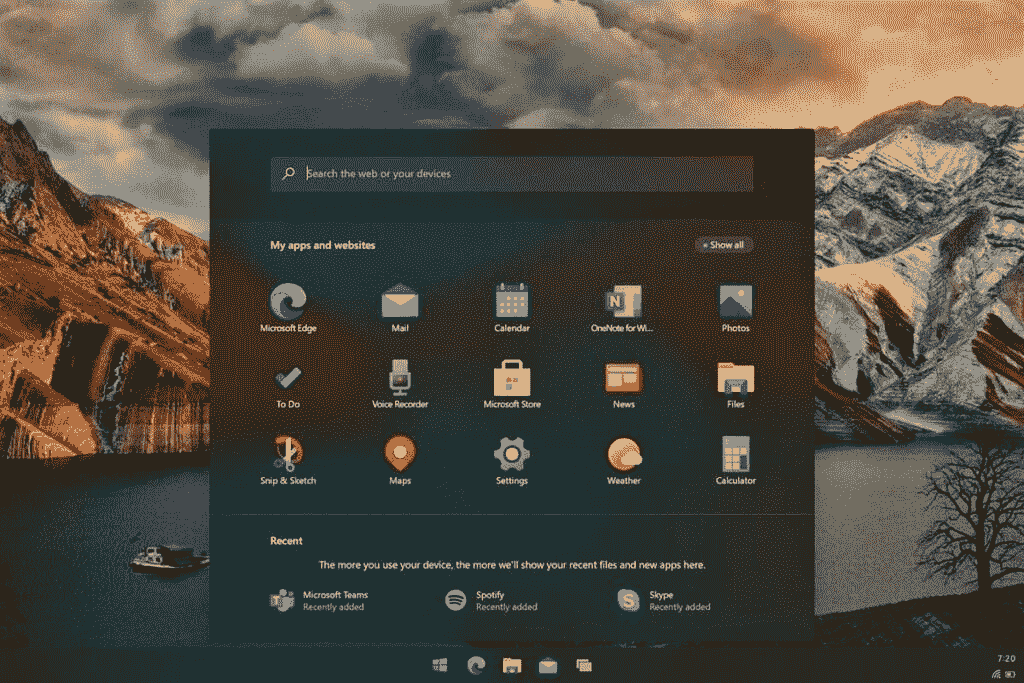 Search the web or your devices
My apps and websites
» Show all
Microsoft Edge
Mail
Calendar
OneNote for Wi...
Photos
To Do
Voice Recorder
Microsoft Store
News
Files
Snip & Sketch
Maps
Settings
Weather
Calculator
Recent
The more you use your device, the more we'll show your recent files and new apps here.
Microsoft Teams
Recently added
Spotify
Recently added
Skype
Recently added
7:20